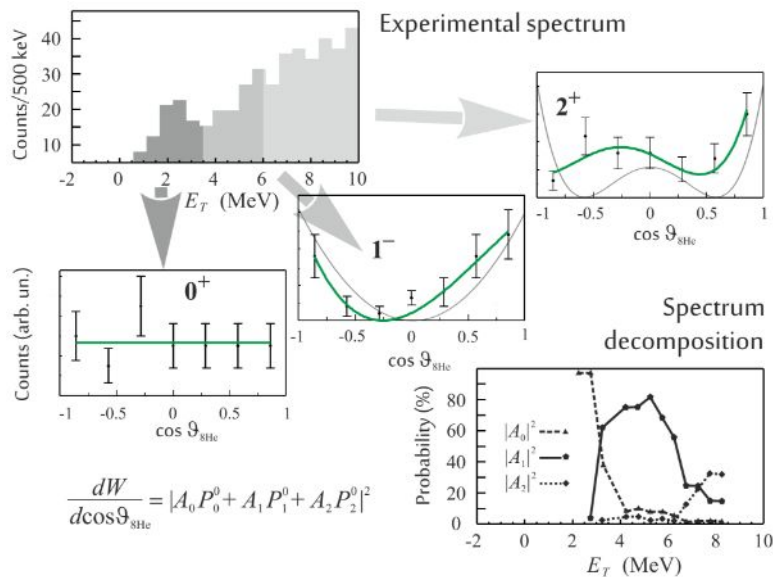 Experimental spectrum
Counts/500 keV
40
30
20
10
-2 0 2 4 6 8 10
E_T (MeV)
2⁺
-1 -0.5 0 0.5 1
cos ϑ₈He
1⁻
-1 -0.5 0 0.5 1
cos ϑ₈He
0⁺
Counts (arb. un.)
-1 -0.5 0 0.5 1
cos ϑ₈He
Spectrum
decomposition
Probability (%)
80
60
40
20
0
|A₀|²
|A₁|²
|A₂|²
-2 0 2 4 6 8 10
E_T (MeV)
dW/dcosϑ₈He = |A₀P₀⁰ + A₁P₁⁰ + A₂P₂⁰|²